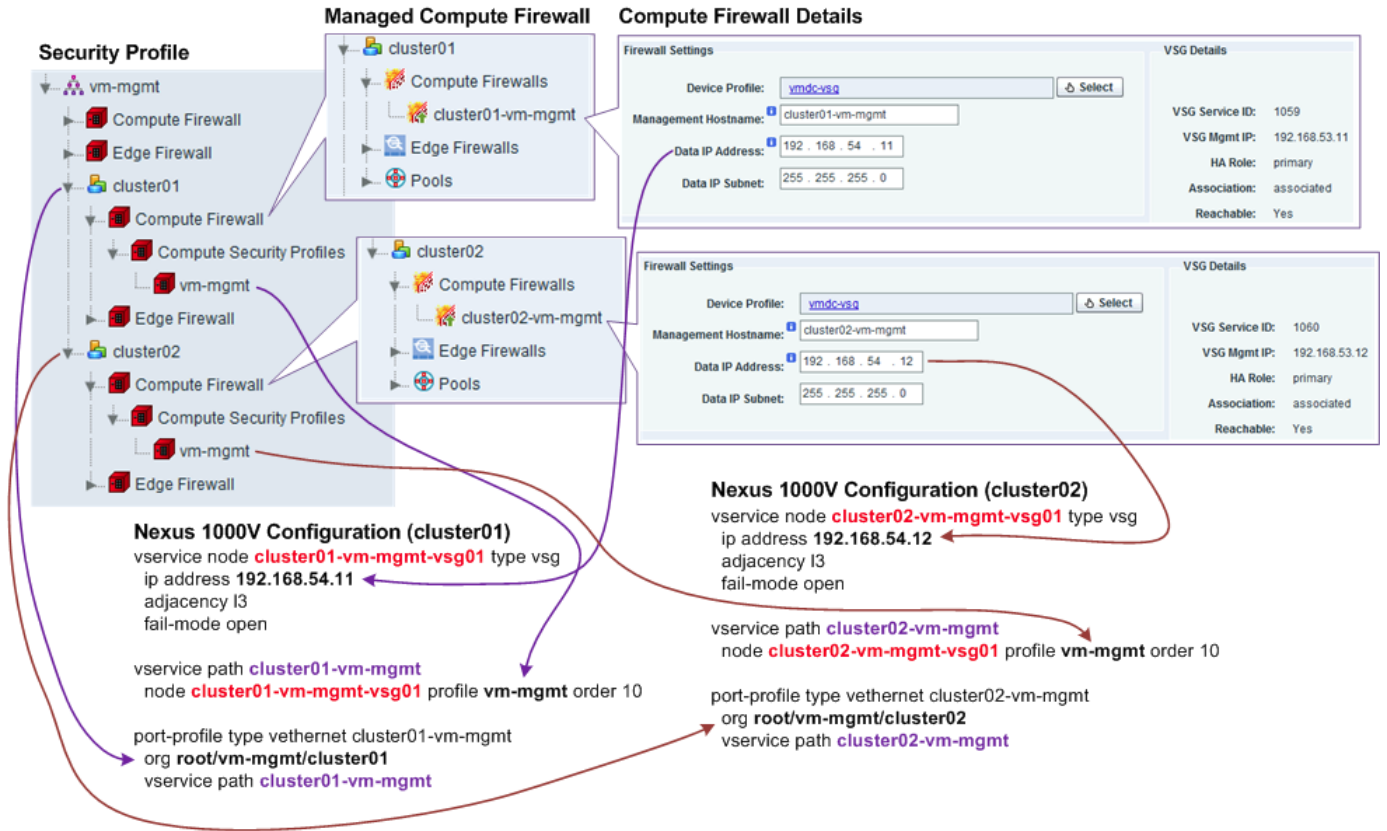 Managed Compute Firewall
Compute Firewall Details
Security Profile
vm-mgmt
Compute Firewall
Edge Firewall
cluster01
Compute Firewall
Compute Security Profiles
vm-mgmt
Edge Firewall
cluster02
Compute Firewall
Compute Security Profiles
vm-mgmt
Edge Firewall
cluster01
Compute Firewalls
cluster01-vm-mgmt
Edge Firewalls
Pools
cluster02
Compute Firewalls
cluster02-vm-mgmt
Edge Firewalls
Pools
Firewall Settings
Device Profile: vmdc-vsg Select
Management Hostname: cluster01-vm-mgmt
Data IP Address: 192 . 168 . 54 . 11
Data IP Subnet: 255 . 255 . 255 . 0
VSG Details
VSG Service ID: 1059
VSG Mgmt IP: 192.168.53.11
HA Role: primary
Association: associated
Reachable: Yes
Firewall Settings
Device Profile: vmdc-vsg Select
Management Hostname: cluster02-vm-mgmt
Data IP Address: 192 . 168 . 54 . 12
Data IP Subnet: 255 . 255 . 255 . 0
VSG Details
VSG Service ID: 1060
VSG Mgmt IP: 192.168.53.12
HA Role: primary
Association: associated
Reachable: Yes
Nexus 1000V Configuration (cluster01)
vservice node cluster01-vm-mgmt-vsg01 type vsg
ip address 192.168.54.11
adjacency l3
fail-mode open
vservice path cluster01-vm-mgmt
node cluster01-vm-mgmt-vsg01 profile vm-mgmt order 10
port-profile type vethernet cluster01-vm-mgmt
org root/vm-mgmt/cluster01
vservice path cluster01-vm-mgmt
Nexus 1000V Configuration (cluster02)
vservice node cluster02-vm-mgmt-vsg01 type vsg
ip address 192.168.54.12
adjacency l3
fail-mode open
vservice path cluster02-vm-mgmt
node cluster02-vm-mgmt-vsg01 profile vm-mgmt order 10
port-profile type vethernet cluster02-vm-mgmt
org root/vm-mgmt/cluster02
vservice path cluster02-vm-mgmt